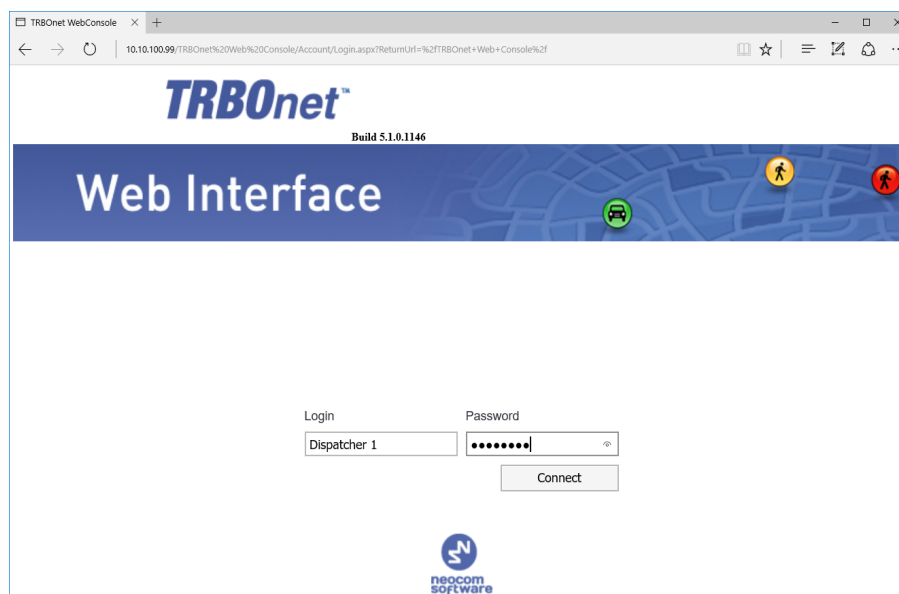 TRBOnet WebConsole
10.10.100.99/TRBOnet%20Web%20Console/Account/Login.aspx?ReturnUrl=%2fTRBOnet+Web+Console%2f
TRBOnet™
Build 5.1.0.1146
Web Interface
Login Password
Dispatcher 1 ●●●●●●●●
Connect
neocom
software